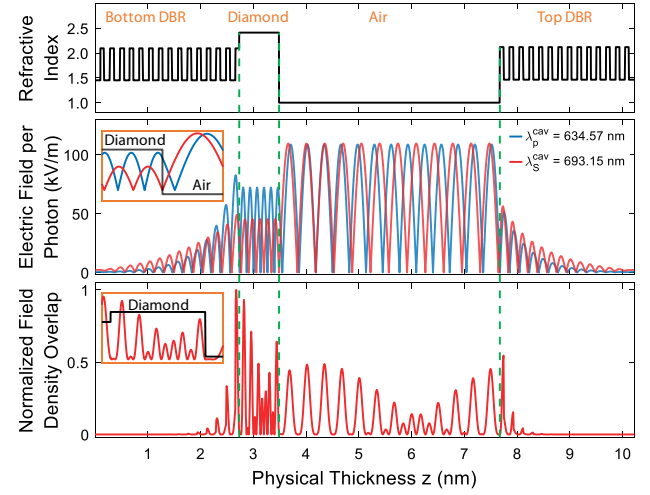 Bottom DBR Diamond Air Top DBR
Refractive
Index
2.5
2.0
1.5
1.0
Electric Field per
Photon (kV/m)
100
50
0
Diamond
Air
λ_p^cav = 634.57 nm
λ_S^cav = 693.15 nm
Normalized Field
Density Overlap
1
0.5
0
Diamond
1 2 3 4 5 6 7 8 9 10
Physical Thickness z (nm)